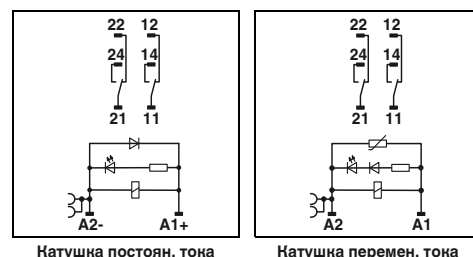 22 12
24 14
21 11
A2- A1+
Катушка постоян. тока
22 12
24 14
21 11
A2 A1
Катушка перемен. тока